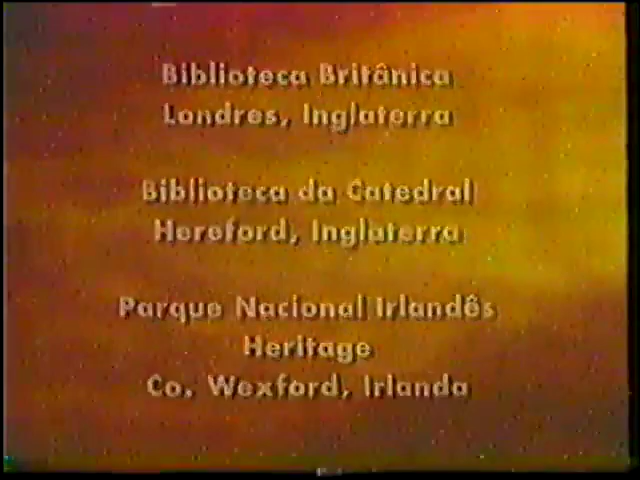 Biblioteca Britânica
Londres, Inglaterra
Biblioteca da Catedral
Hereford, Inglaterra
Parque Nacional Irlandês
Heritage
Co. Wexford, Irlanda